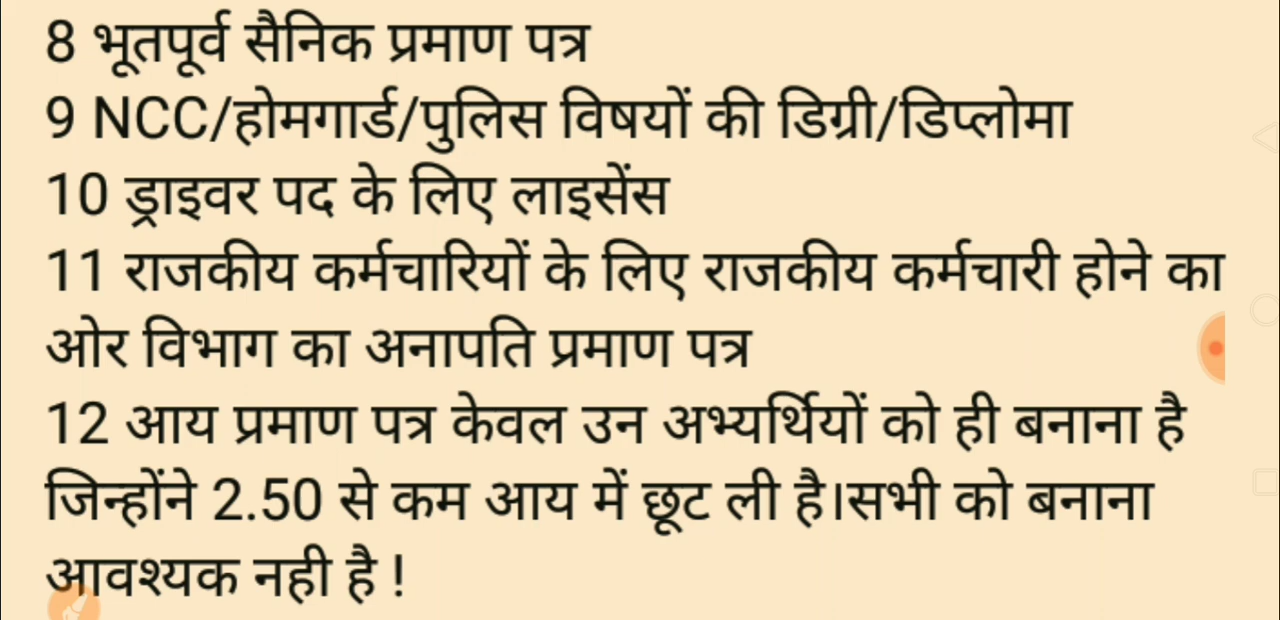 8 भूतपूर्व सैनिक प्रमाण पत्र
9 NCC/होमगार्ड/पुलिस विषयों की डिग्री/डिप्लोमा
10 ड्राइवर पद के लिए लाइसेंस
11 राजकीय कर्मचारियों के लिए राजकीय कर्मचारी होने का
ओर विभाग का अनापति प्रमाण पत्र
12 आय प्रमाण पत्र केवल उन अभ्यर्थियों को ही बनाना है
जिन्होंने 2.50 से कम आय में छूट ली है।सभी को बनाना
आवश्यक नही है !